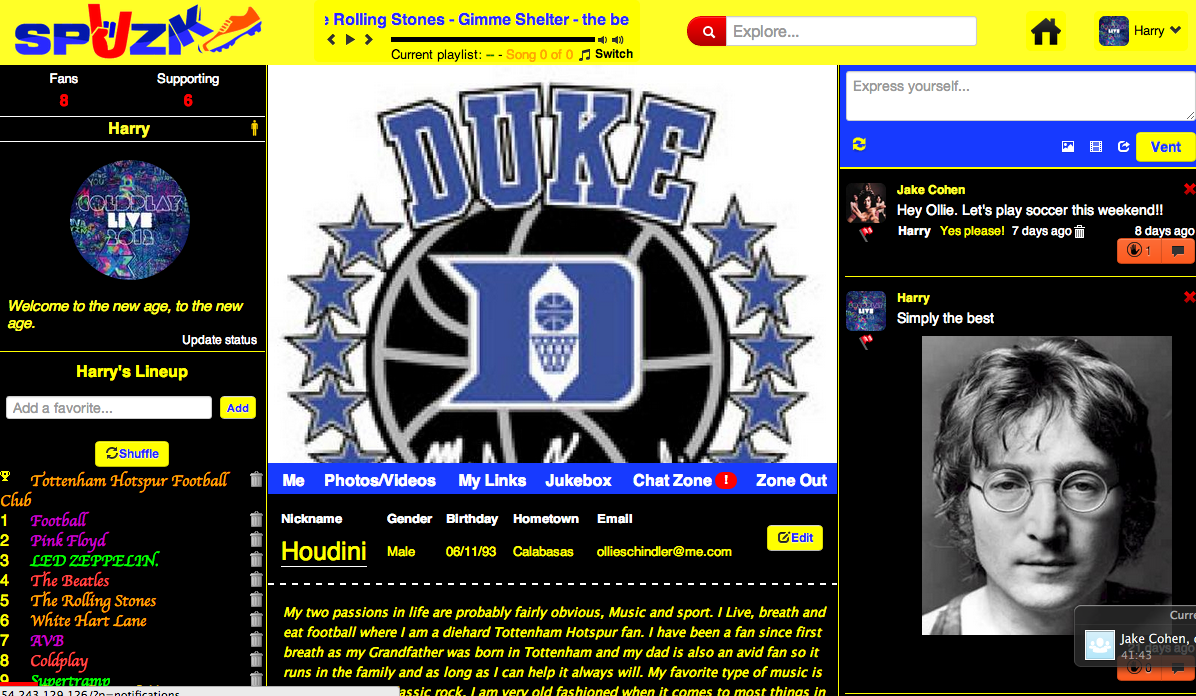 SPUZIK
e Rolling Stones - Gimme Shelter - the be
Current playlist: -- - Song 0 of 0 Switch
Explore...
Harry
Fans
Supporting
8
6
Harry
COLDPLAY
LIVE
2012
Welcome to the new age, to the new
age.
Update status
Harry's Lineup
Add a favorite...
Add
Shuffle
Tottenham Hotspur Football
Club
1 Football
2 Pink Floyd
3 LED ZEPPELIN.
4 The Beatles
5 The Rolling Stones
6 White Hart Lane
7 AVB
8 Coldplay
9 Supertramp
54.243.129.126/?p=notifications
DUKE
D
Me
Photos/Videos
My Links
Jukebox
Chat Zone !
Zone Out
Nickname
Gender
Birthday
Hometown
Email
Houdini
Male
06/11/93
Calabasas
ollieschindler@me.com
Edit
My two passions in life are probably fairly obvious, Music and sport. I Live, breath and
eat football where I am a diehard Tottenham Hotspur fan. I have been a fan since first
breath as my Grandfather was born in Tottenham and my dad is also an avid fan so it
runs in the family and as long as I can help it always will. My favorite type of music is
assic rock. I am very old fashioned when it comes to most things in
Express yourself...
Vent
Jake Cohen
Hey Ollie. Let's play soccer this weekend!!
Harry Yes please! 7 days ago
8 days ago
1
Harry
Simply the best
Curre
Jake Cohen, c
21 days ago
41:43
0